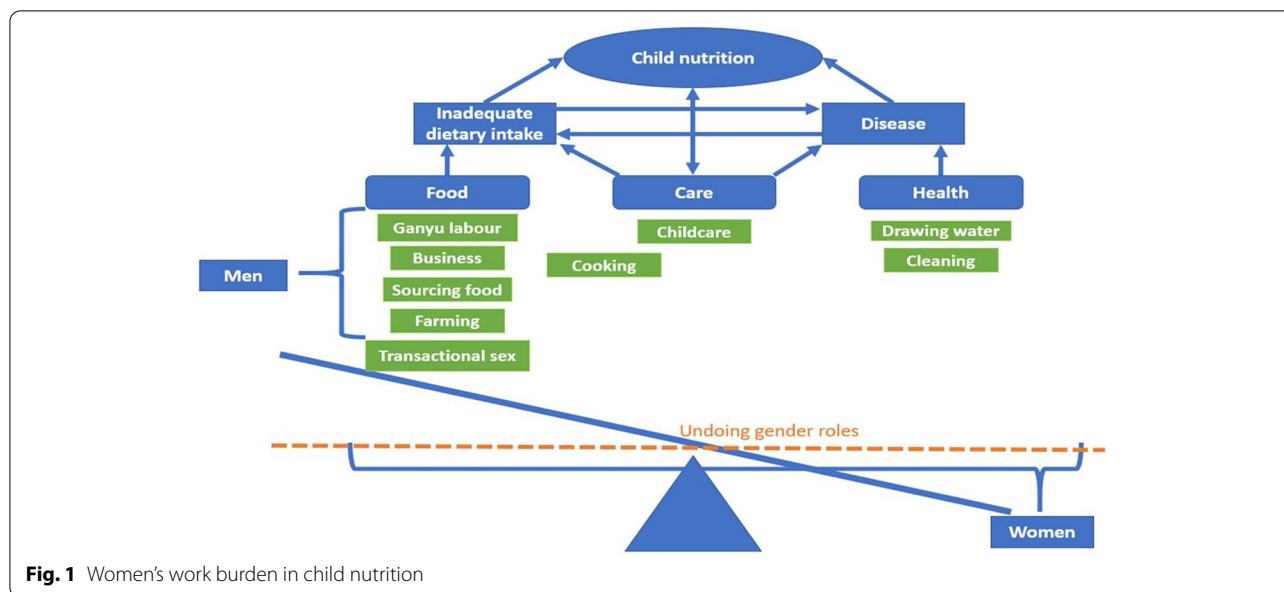 Child nutrition
Inadequate
dietary intake
Disease
Food
Care
Health
Ganyu labour
Childcare
Drawing water
Business
Cooking
Cleaning
Men
Sourcing food
Farming
Transactional sex
Undoing gender roles
Women
Fig. 1 Women’s work burden in child nutrition